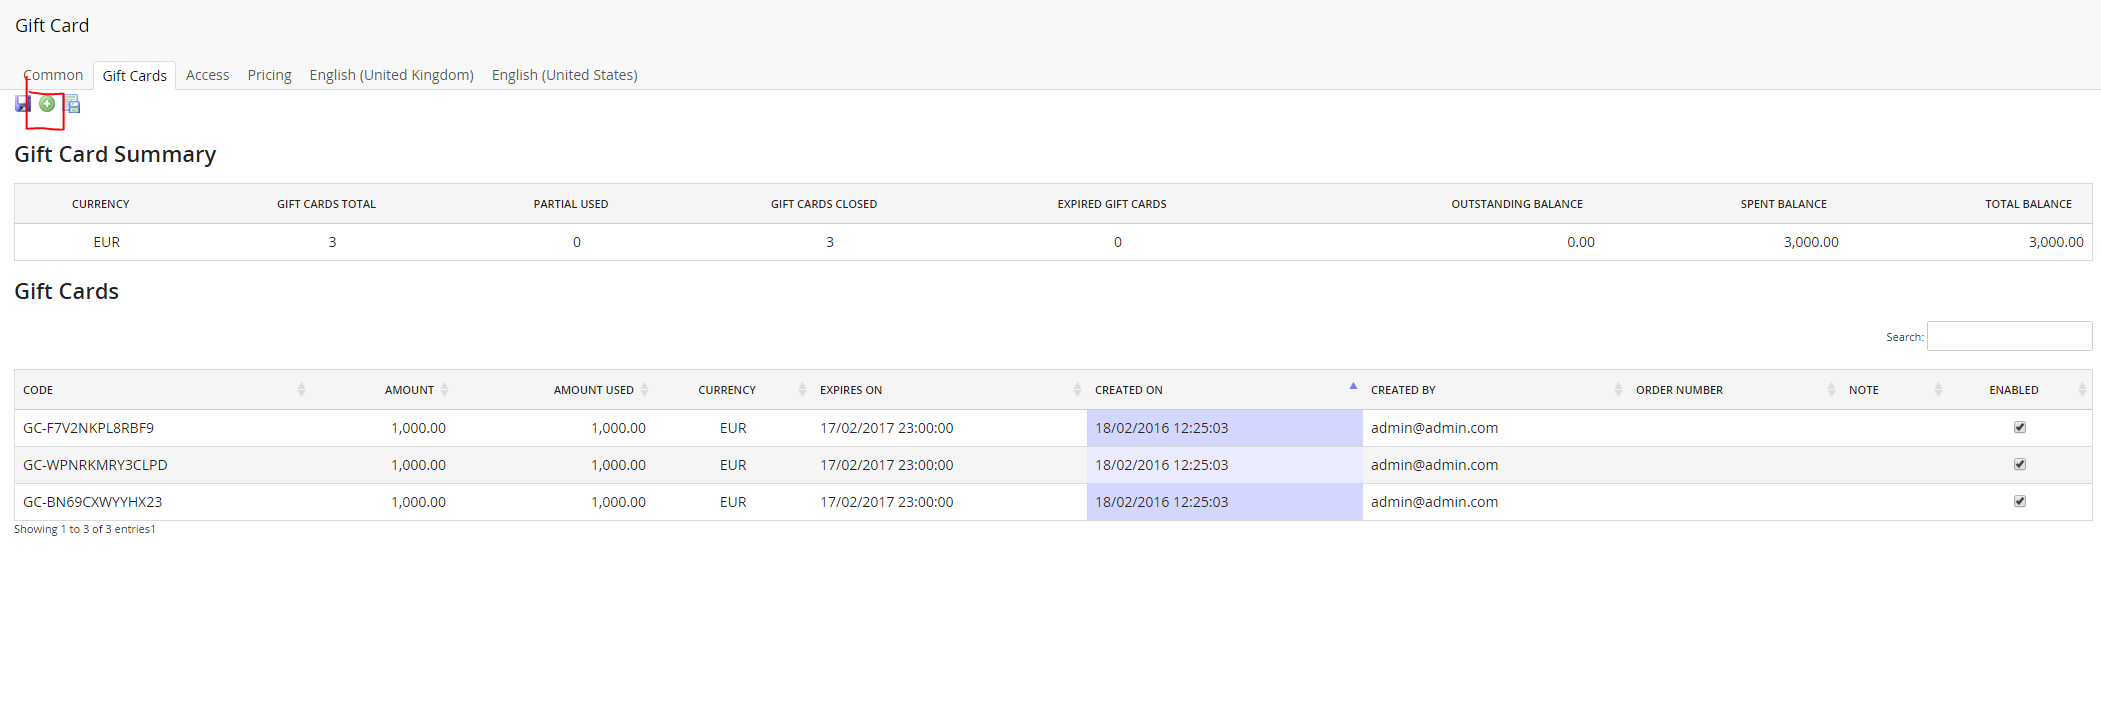 Gift Card
Common Gift Cards Access Pricing English (United Kingdom) English (United States)
Gift Card Summary
CURRENCY GIFT CARDS TOTAL PARTIAL USED GIFT CARDS CLOSED EXPIRED GIFT CARDS OUTSTANDING BALANCE SPENT BALANCE TOTAL BALANCE
EUR 3 0 3 0 0.00 3,000.00 3,000.00
Gift Cards
Search:
CODE AMOUNT AMOUNT USED CURRENCY EXPIRES ON CREATED ON CREATED BY ORDER NUMBER NOTE ENABLED
GC-F7V2NKPL8RBF9 1,000.00 1,000.00 EUR 17/02/2017 23:00:00 18/02/2016 12:25:03 admin@admin.com
GC-WPNRKMRY3CLPD 1,000.00 1,000.00 EUR 17/02/2017 23:00:00 18/02/2016 12:25:03 admin@admin.com
GC-BN69CXWYYHX23 1,000.00 1,000.00 EUR 17/02/2017 23:00:00 18/02/2016 12:25:03 admin@admin.com
Showing 1 to 3 of 3 entries1